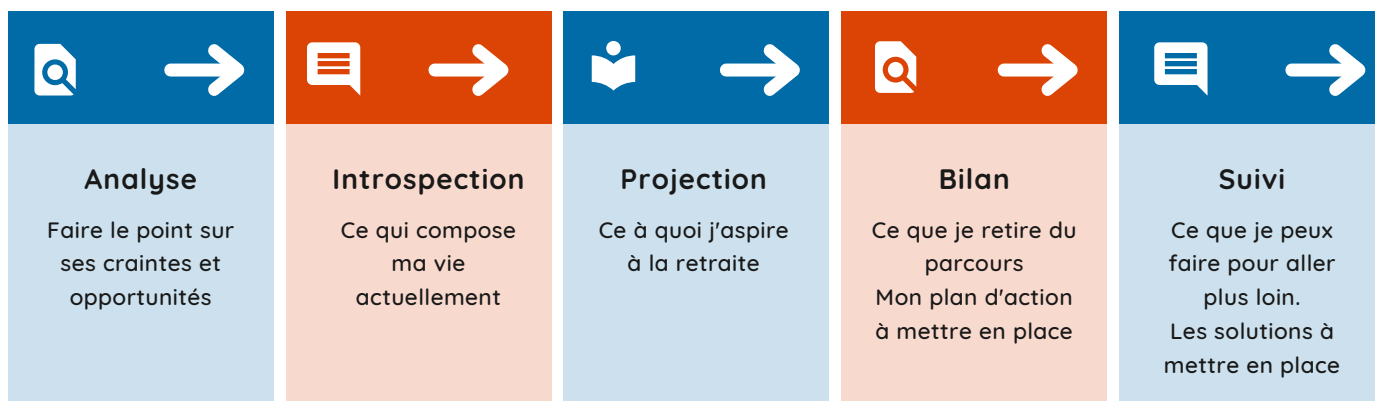 Analyse
Faire le point sur
ses craintes et
opportunités
Introspection
Ce qui compose
ma vie
actuellement
Projection
Ce à quoi j'aspire
à la retraite
Bilan
Ce que je retire du
parcours
Mon plan d'action
à mettre en place
Suivi
Ce que je peux
faire pour aller
plus loin.
Les solutions à
mettre en place